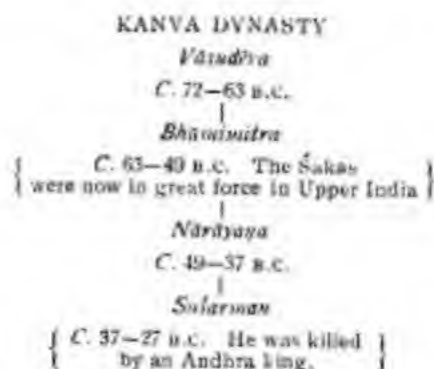 KANVA DYNASTY
Vāsudēva
C. 72—63 B.C.
Bhūmimitra
C. 63—49 B.C. The Śakas
were now in great force in Upper India
Nārāyaṇa
C. 49—37 B.C.
Suśarman
C. 37—27 B.C. He was killed
by an Andhra king.